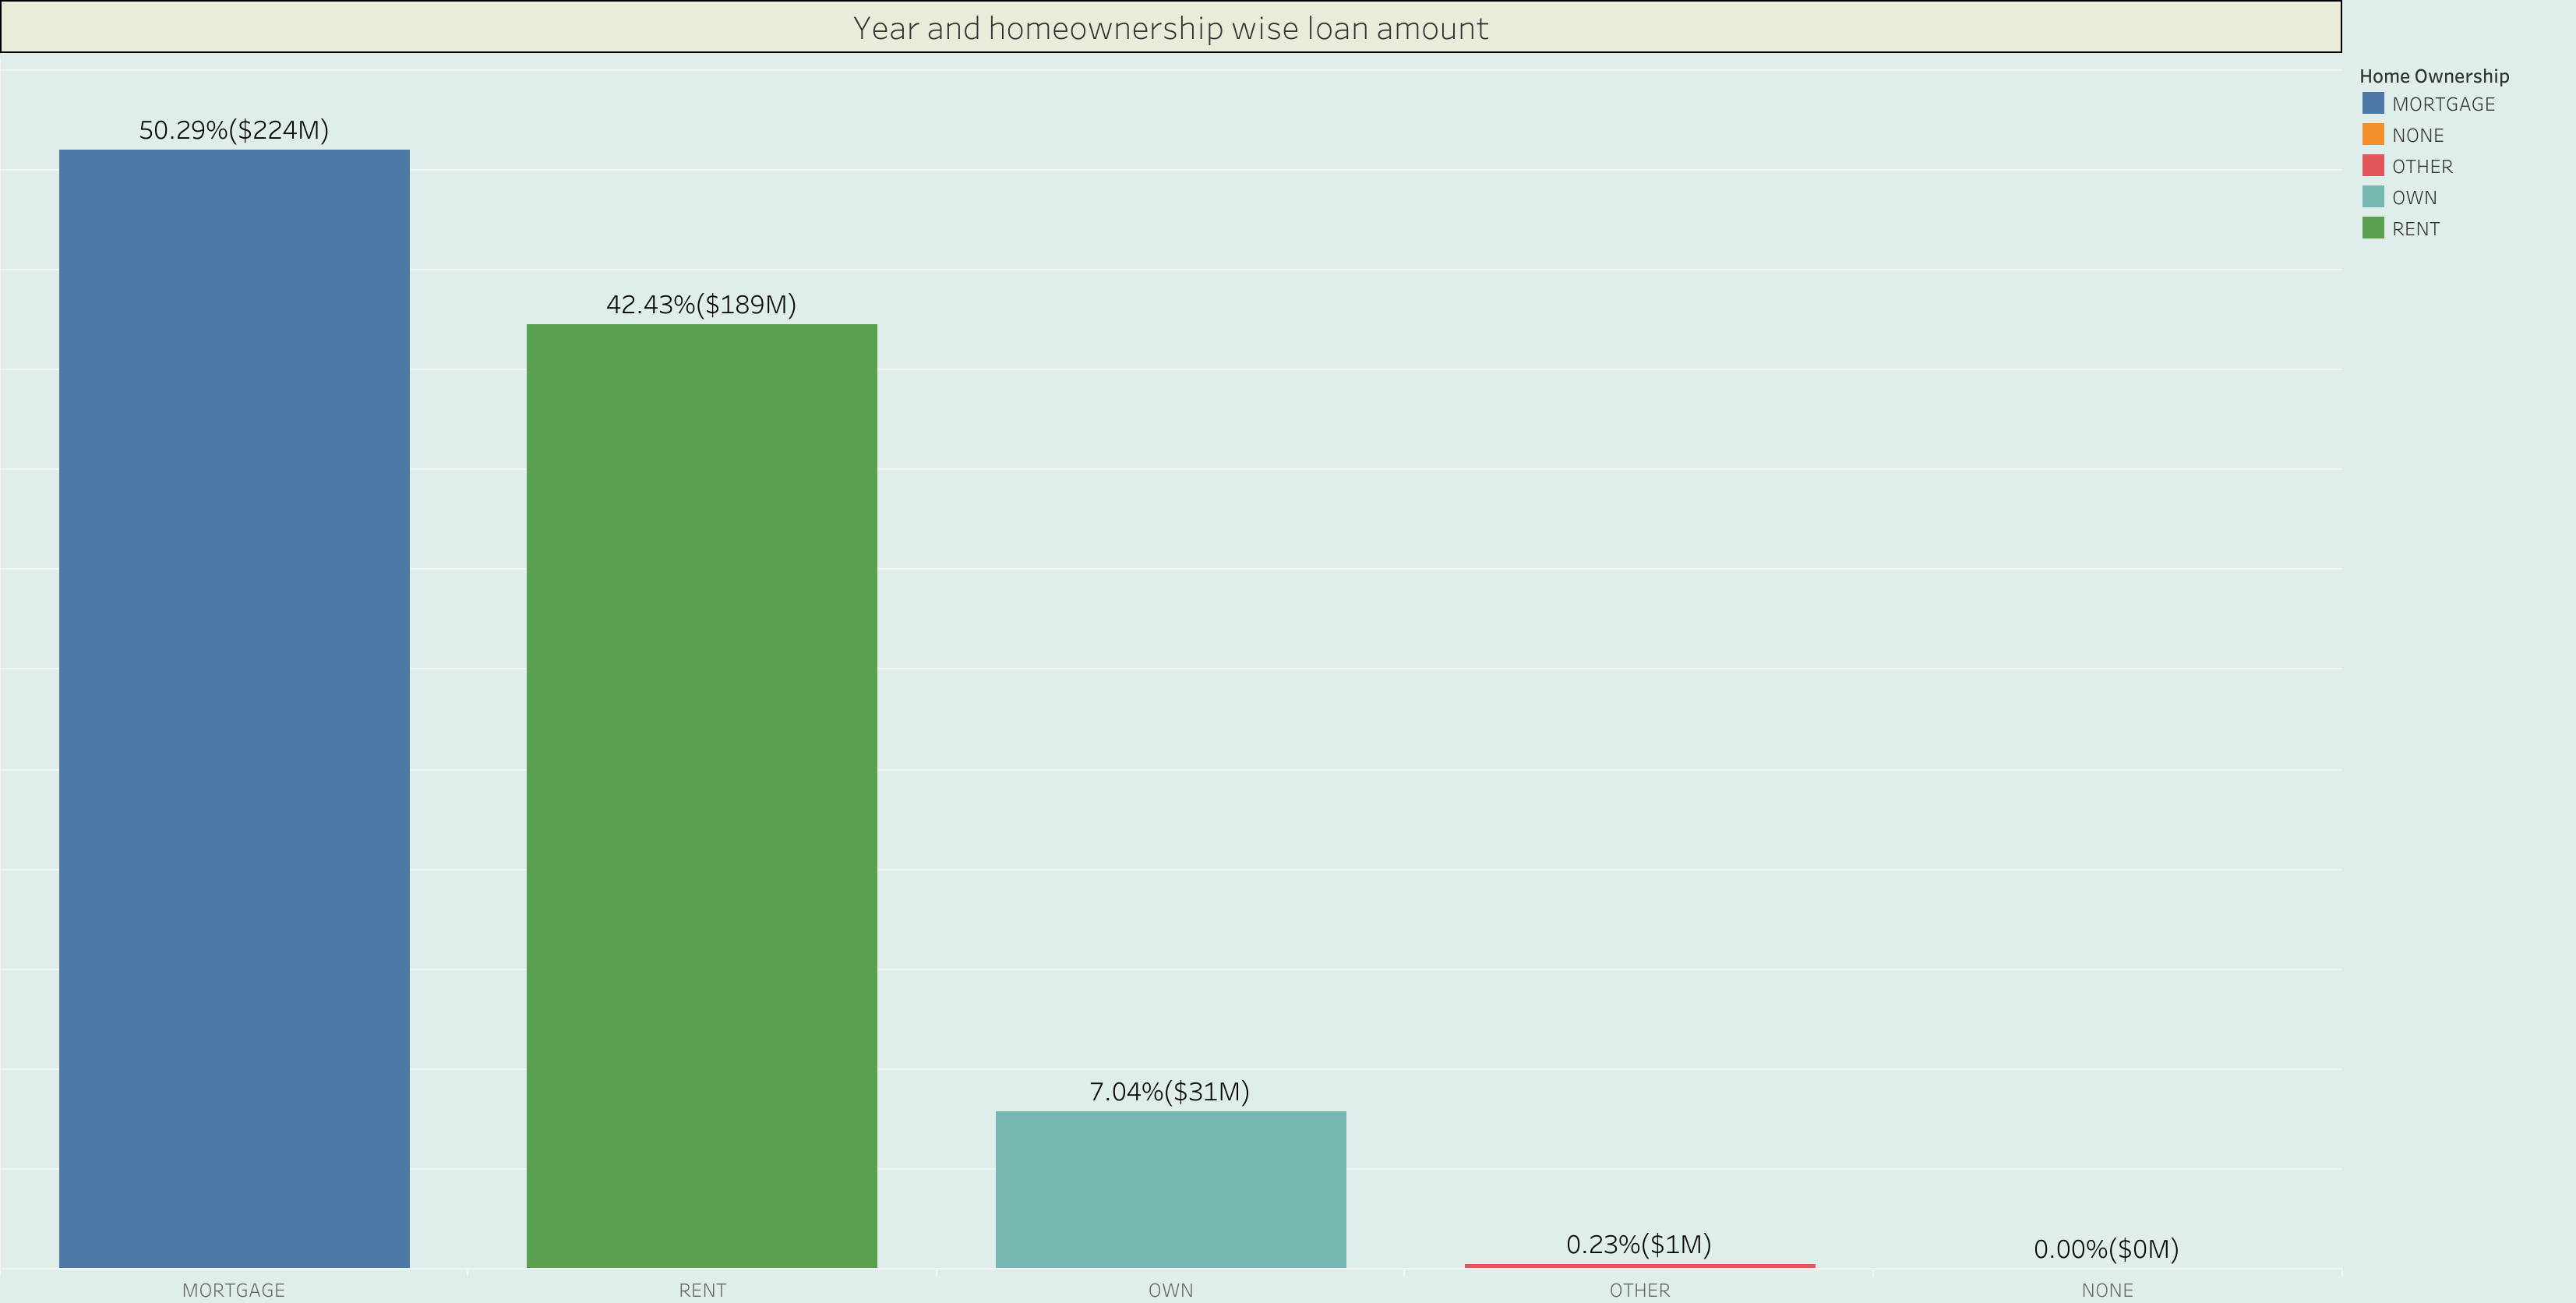 Year and homeownership wise loan amount
Home Ownership
MORTGAGE
NONE
OTHER
OWN
RENT
50.29%($224M)
42.43%($189M)
7.04%($31M)
0.23%($1M)
0.00%($0M)
MORTGAGE
RENT
OWN
OTHER
NONE